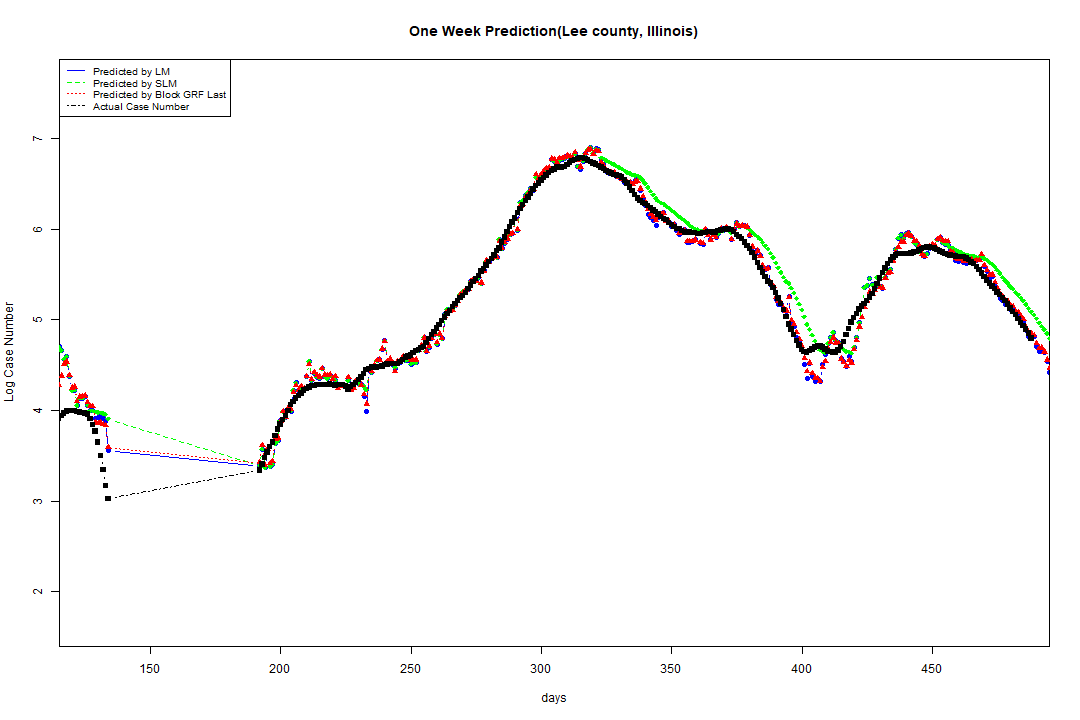 One Week Prediction(Lee county, Illinois)
Predicted by LM
Predicted by SLM
Predicted by Block GRF Last
Actual Case Number
7
6
5
4
3
2
Log Case Number
150 200 250 300 350 400 450
days